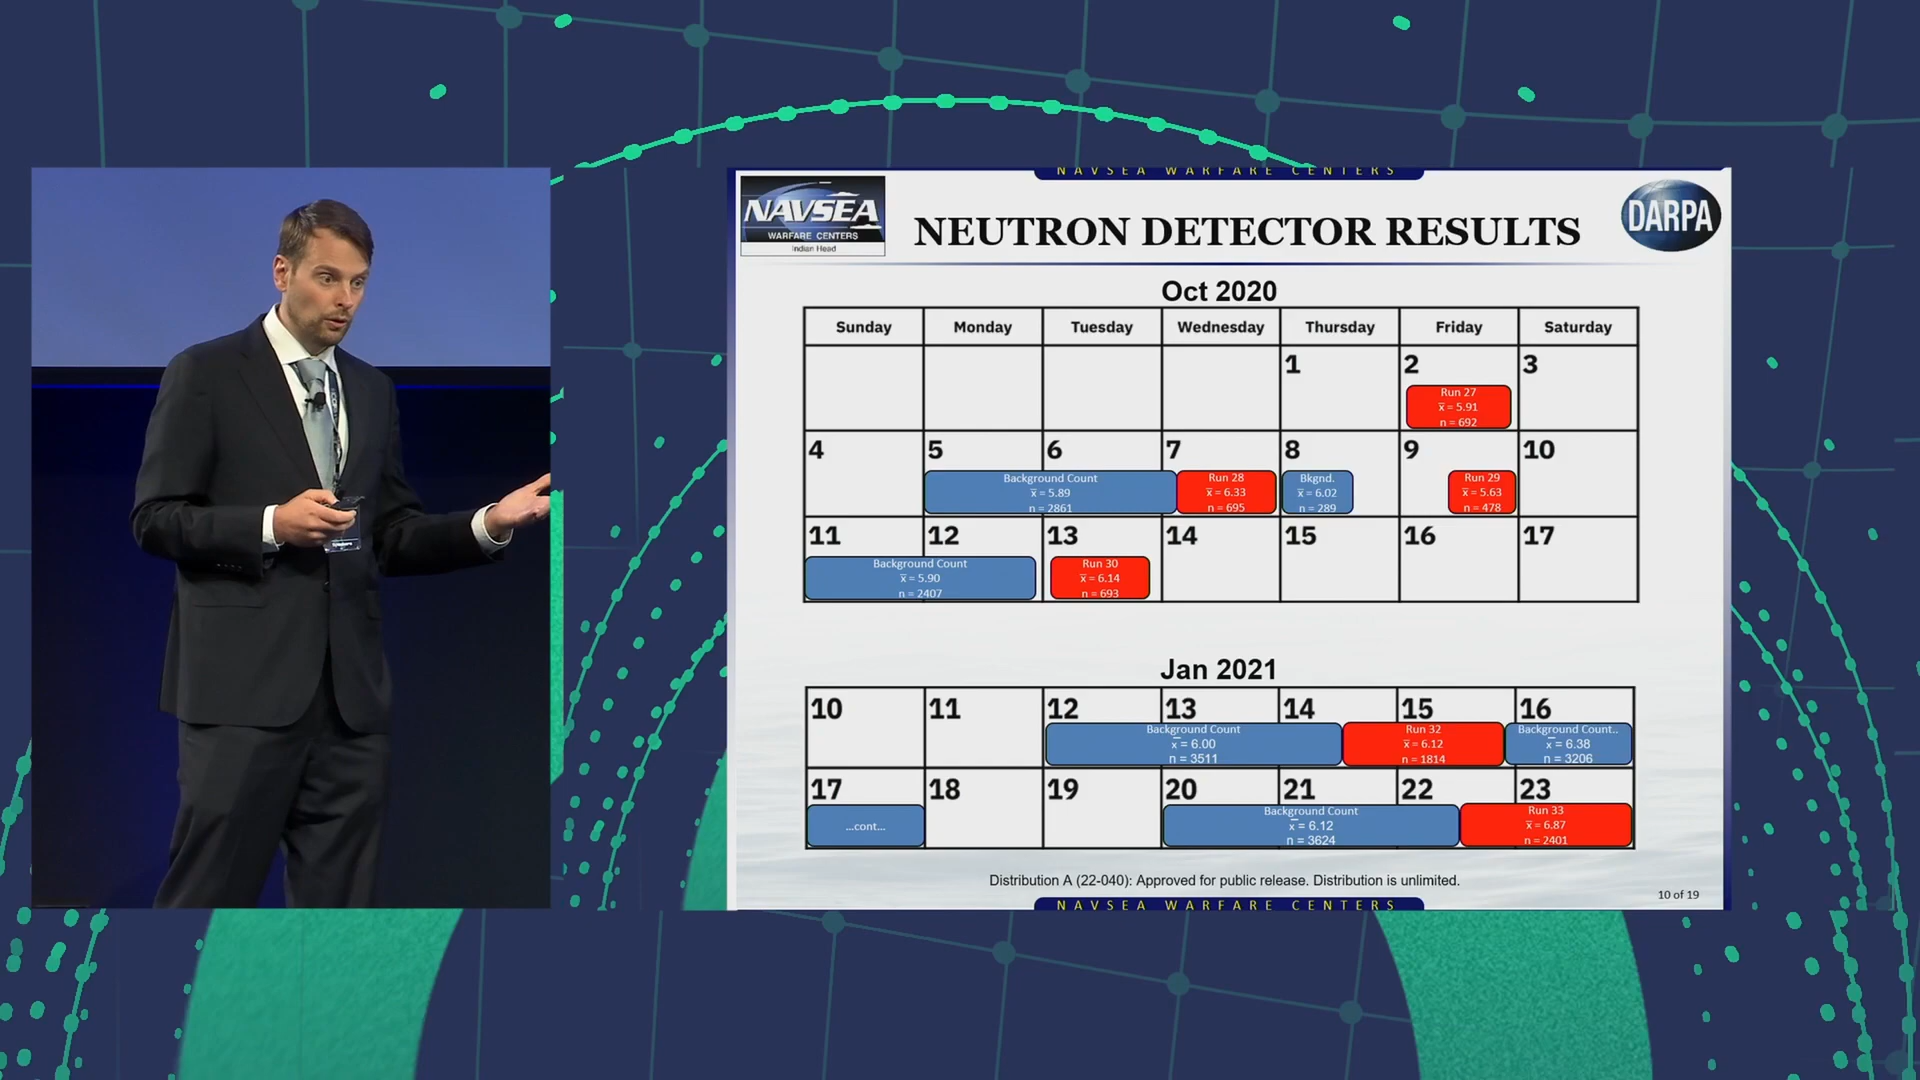 NAVSEA WARFARE CENTERS
NAVSEA
WARFARE CENTERS
Indian Head
NEUTRON DETECTOR RESULTS
DARPA
Oct 2020
Sunday Monday Tuesday Wednesday Thursday Friday Saturday
1 2 3
Run 27
x̅ = 5.91
n = 692
4 5 6 7 8 9 10
Background Count Run 28 Bkgnd. Run 29
x̅ = 5.89 x̅ = 6.33 x̅ = 6.02 x̅ = 5.63
n = 2861 n = 695 n = 289 n = 478
11 12 13 14 15 16 17
Background Count Run 30
x̅ = 5.90 x̅ = 6.14
n = 2407 n = 693
Jan 2021
10 11 12 13 14 15 16
Background Count Run 32 Background Count..
x̅ = 6.00 x̅ = 6.12 x̅ = 6.38
n = 3511 n = 1814 n = 3206
17 18 19 20 21 22 23
...cont... Background Count Run 33
x̅ = 6.12 x̅ = 6.87
n = 3624 n = 2401
Distribution A (22-040): Approved for public release. Distribution is unlimited.
10 of 19
NAVSEA WARFARE CENTERS